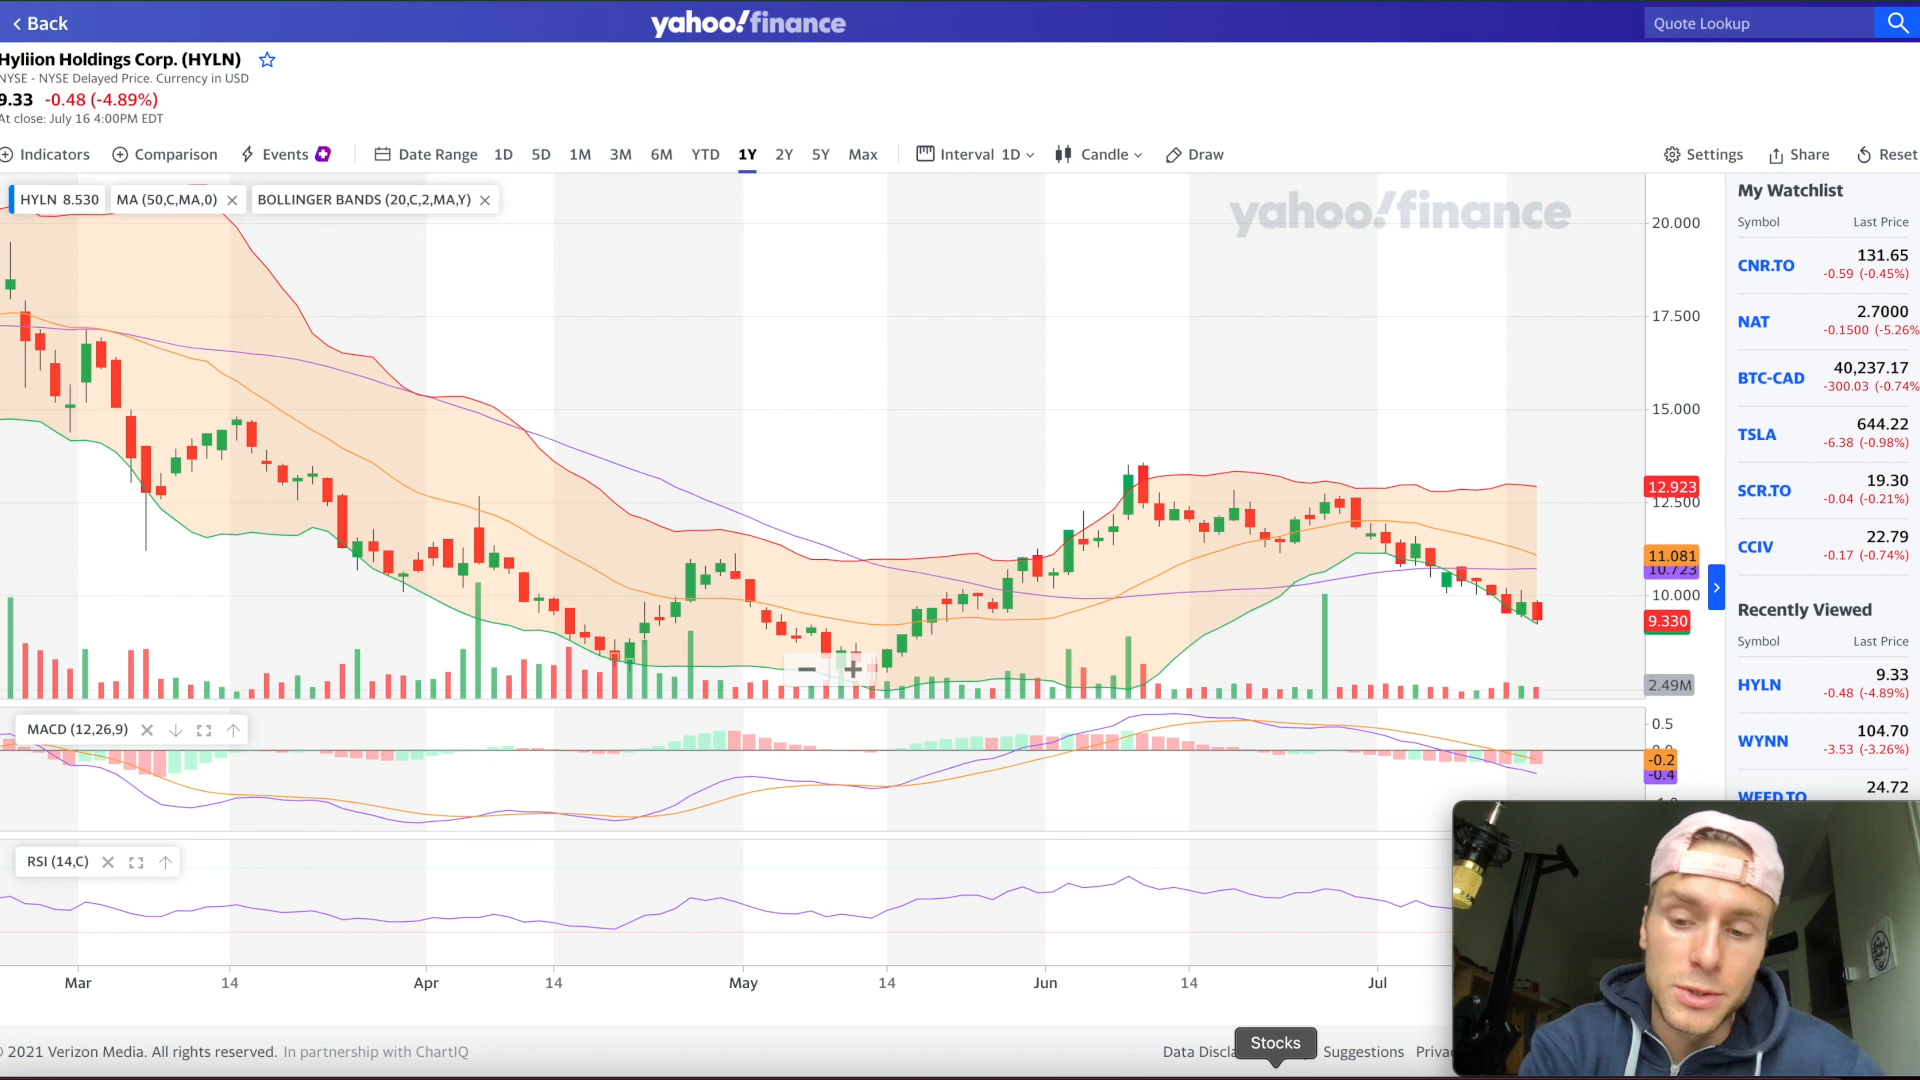 Back
yahoo!finance
Quote Lookup
Hyliion Holdings Corp. (HYLN)
NYSE - NYSE Delayed Price. Currency in USD
9.33 -0.48 (-4.89%)
At close: July 16 4:00PM EDT
Indicators Comparison Events Date Range 1D 5D 1M 3M 6M YTD 1Y 2Y 5Y Max Interval 1D Candle Draw Settings Share Reset
HYLN 8.530 MA (50,C,MA,0) BOLLINGER BANDS (20,C,2,MA,Y)
yahoo!finance
20.000
17.500
15.000
12.923
12.500
11.081
10.723
10.000
9.330
2.49M
MACD (12,26,9)
0.5
0.0
-0.2
-0.4
RSI (14,C)
Mar 14 Apr 14 May 14 Jun 14 Jul
My Watchlist
Symbol Last Price
CNR.TO 131.65
-0.59 (-0.45%)
NAT 2.7000
-0.1500 (-5.26%
BTC-CAD 40,237.17
-300.03 (-0.74%
TSLA 644.22
-6.38 (-0.98%)
SCR.TO 19.30
-0.04 (-0.21%)
CCIV 22.79
-0.17 (-0.74%)
Recently Viewed
Symbol Last Price
HYLN 9.33
-0.48 (-4.89%)
WYNN 104.70
-3.53 (-3.26%)
WEED.TO 24.72
© 2021 Verizon Media. All rights reserved. In partnership with ChartIQ
Data Discla Stocks Suggestions Priva